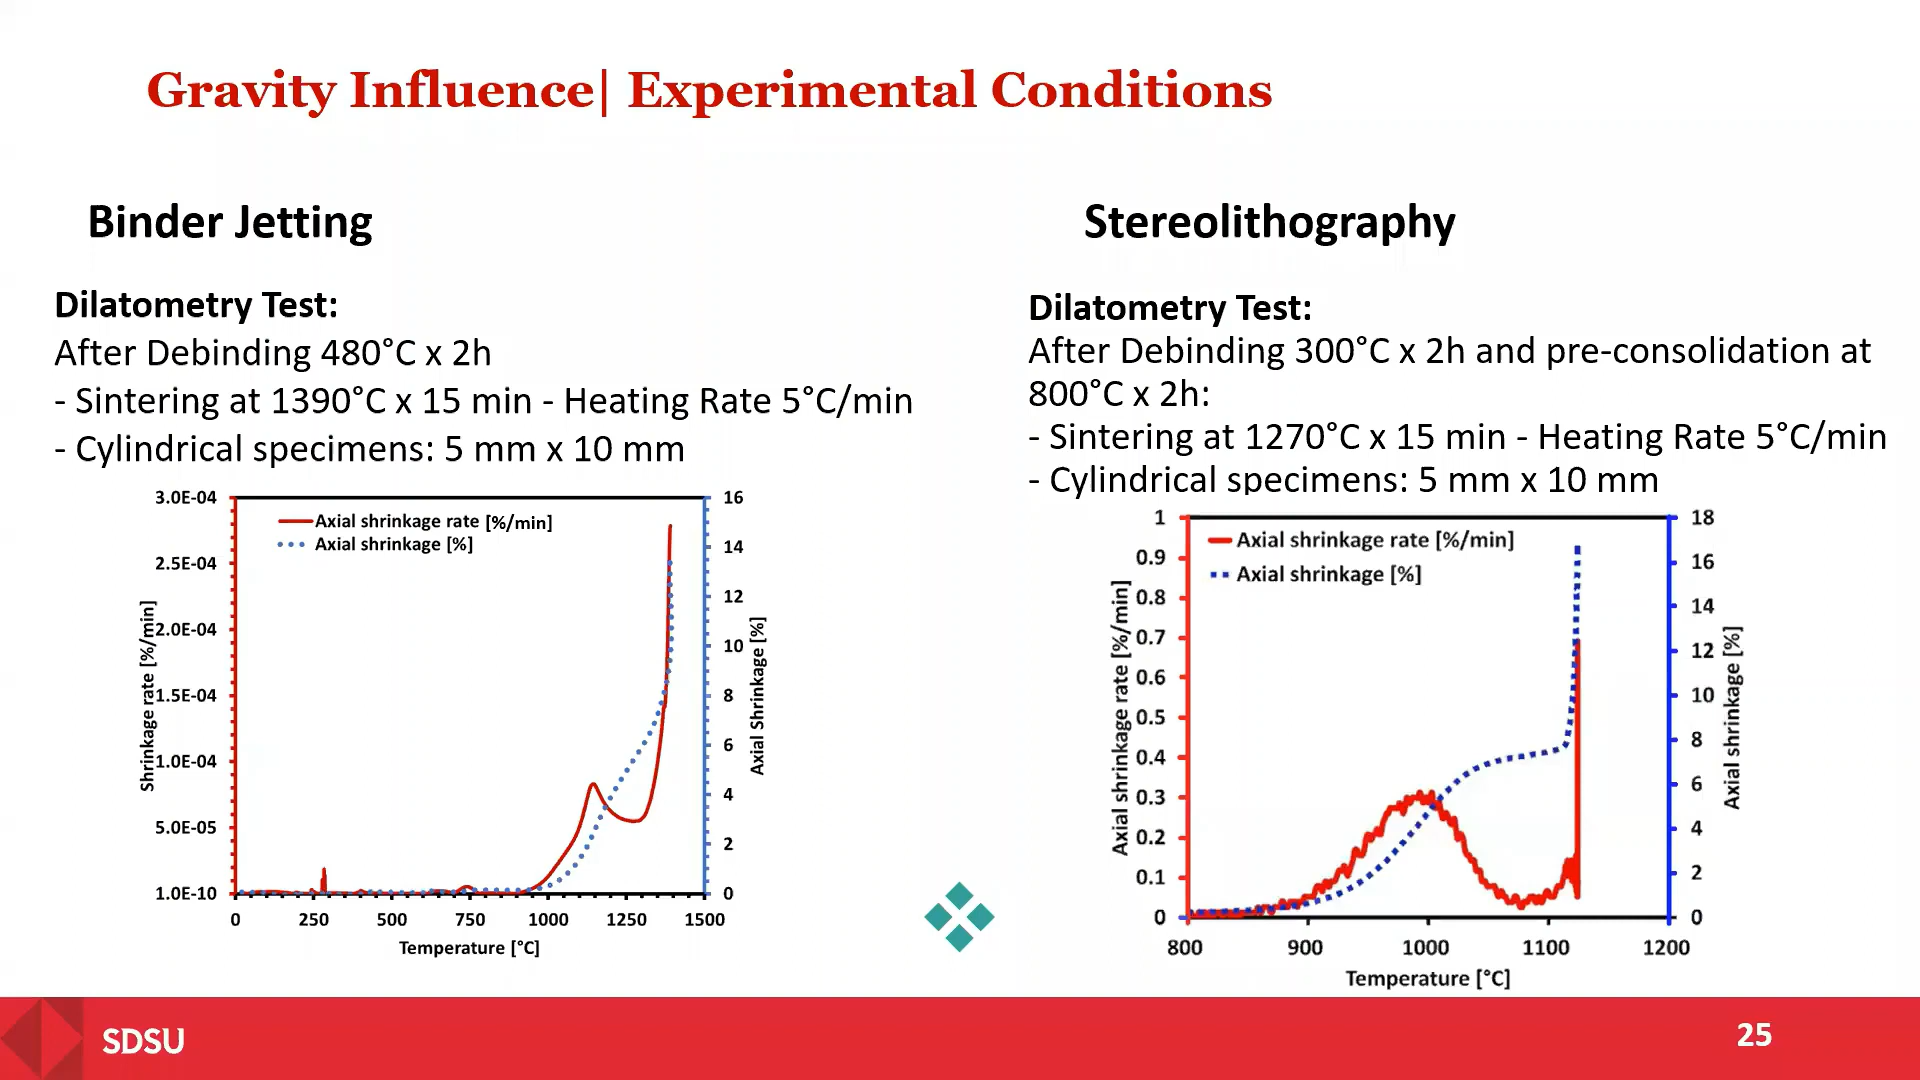 Gravity Influence| Experimental Conditions
Binder Jetting
Dilatometry Test:
After Debinding 480°C x 2h
- Sintering at 1390°C x 15 min - Heating Rate 5°C/min
- Cylindrical specimens: 5 mm x 10 mm
3.0E-04
2.5E-04
2.0E-04
1.5E-04
1.0E-04
5.0E-05
1.0E-10
Shrinkage rate [%/min]
Axial shrinkage rate [%/min]
Axial shrinkage [%]
16
14
12
10
8
6
4
2
0
Axial Shrinkage [%]
0 250 500 750 1000 1250 1500
Temperature [°C]
Stereolithography
Dilatometry Test:
After Debinding 300°C x 2h and pre-consolidation at
800°C x 2h:
- Sintering at 1270°C x 15 min - Heating Rate 5°C/min
- Cylindrical specimens: 5 mm x 10 mm
1
0.9
0.8
0.7
0.6
0.5
0.4
0.3
0.2
0.1
0
Axial shrinkage rate [%/min]
Axial shrinkage rate [%/min]
Axial shrinkage [%]
18
16
14
12
10
8
6
4
2
0
Axial shrinkage [%]
800 900 1000 1100 1200
Temperature [°C]
SDSU
25